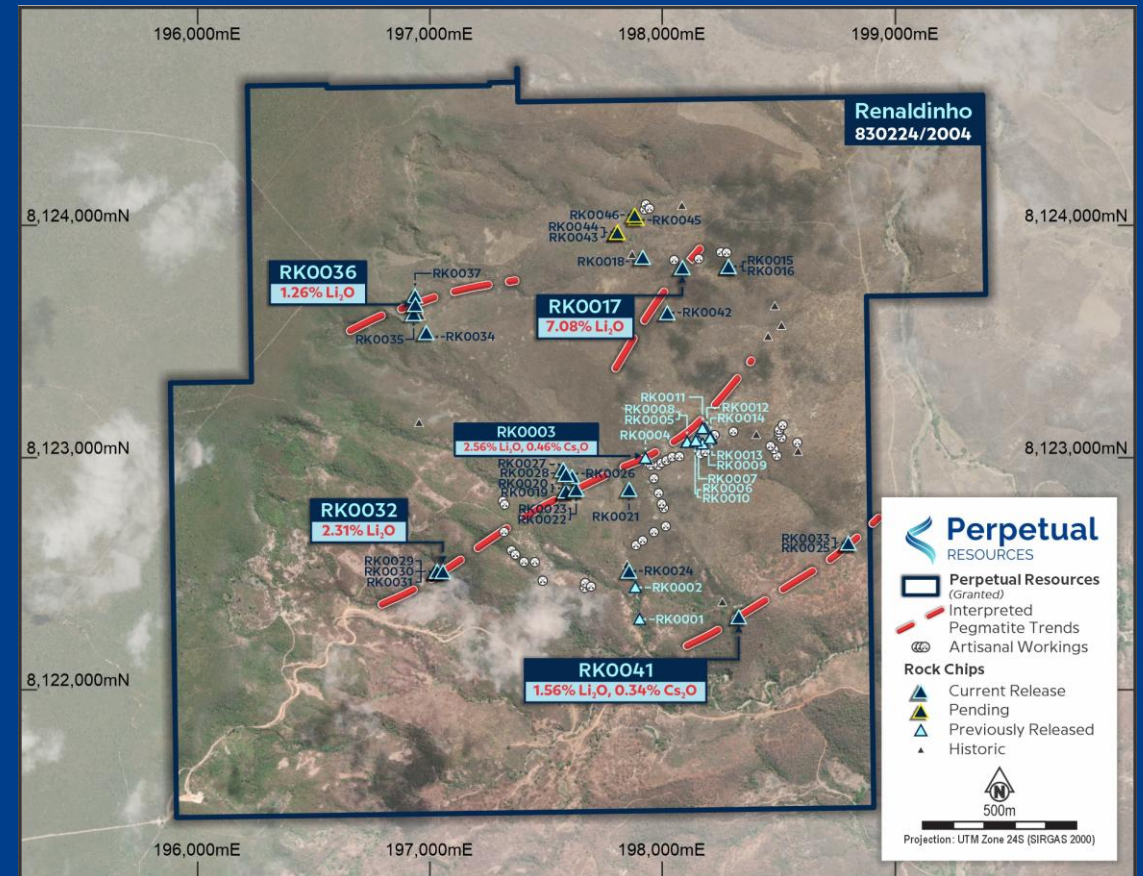 196,000mE
197,000mE
198,000mE
199,000mE
Renaldinho
830224/2004
8,124,000mN
8,124,000mN
RK0046
RK0045
RK0044
RK0043
RK0018
RK0015
RK0016
RK0037
RK0036
1.26% Li₂O
RK0017
7.08% Li₂O
RK0042
RK0035
RK0034
RK0011
RK0008
RK0012
RK0005
RK0014
RK0004
RK0003
2.56% Li₂O, 0.46% Cs₂O
8,123,000mN
8,123,000mN
RK0013
RK0009
RK0007
RK0006
RK0010
RK0027
RK0028
RK0026
RK0020
RK0019
RK0023
RK0022
RK0021
RK0032
2.31% Li₂O
RK0029
RK0030
RK0031
RK0033
RK0025
RK0024
RK0002
RK0001
RK0041
1.56% Li₂O, 0.34% Cs₂O
8,122,000mN
Perpetual
RESOURCES
Perpetual Resources
(Granted)
Interpreted
Pegmatite Trends
Artisanal Workings
Rock Chips
Current Release
Pending
Previously Released
Historic
N
500m
Projection: UTM Zone 24S (SIRGAS 2000)
196,000mE
197,000mE
198,000mE